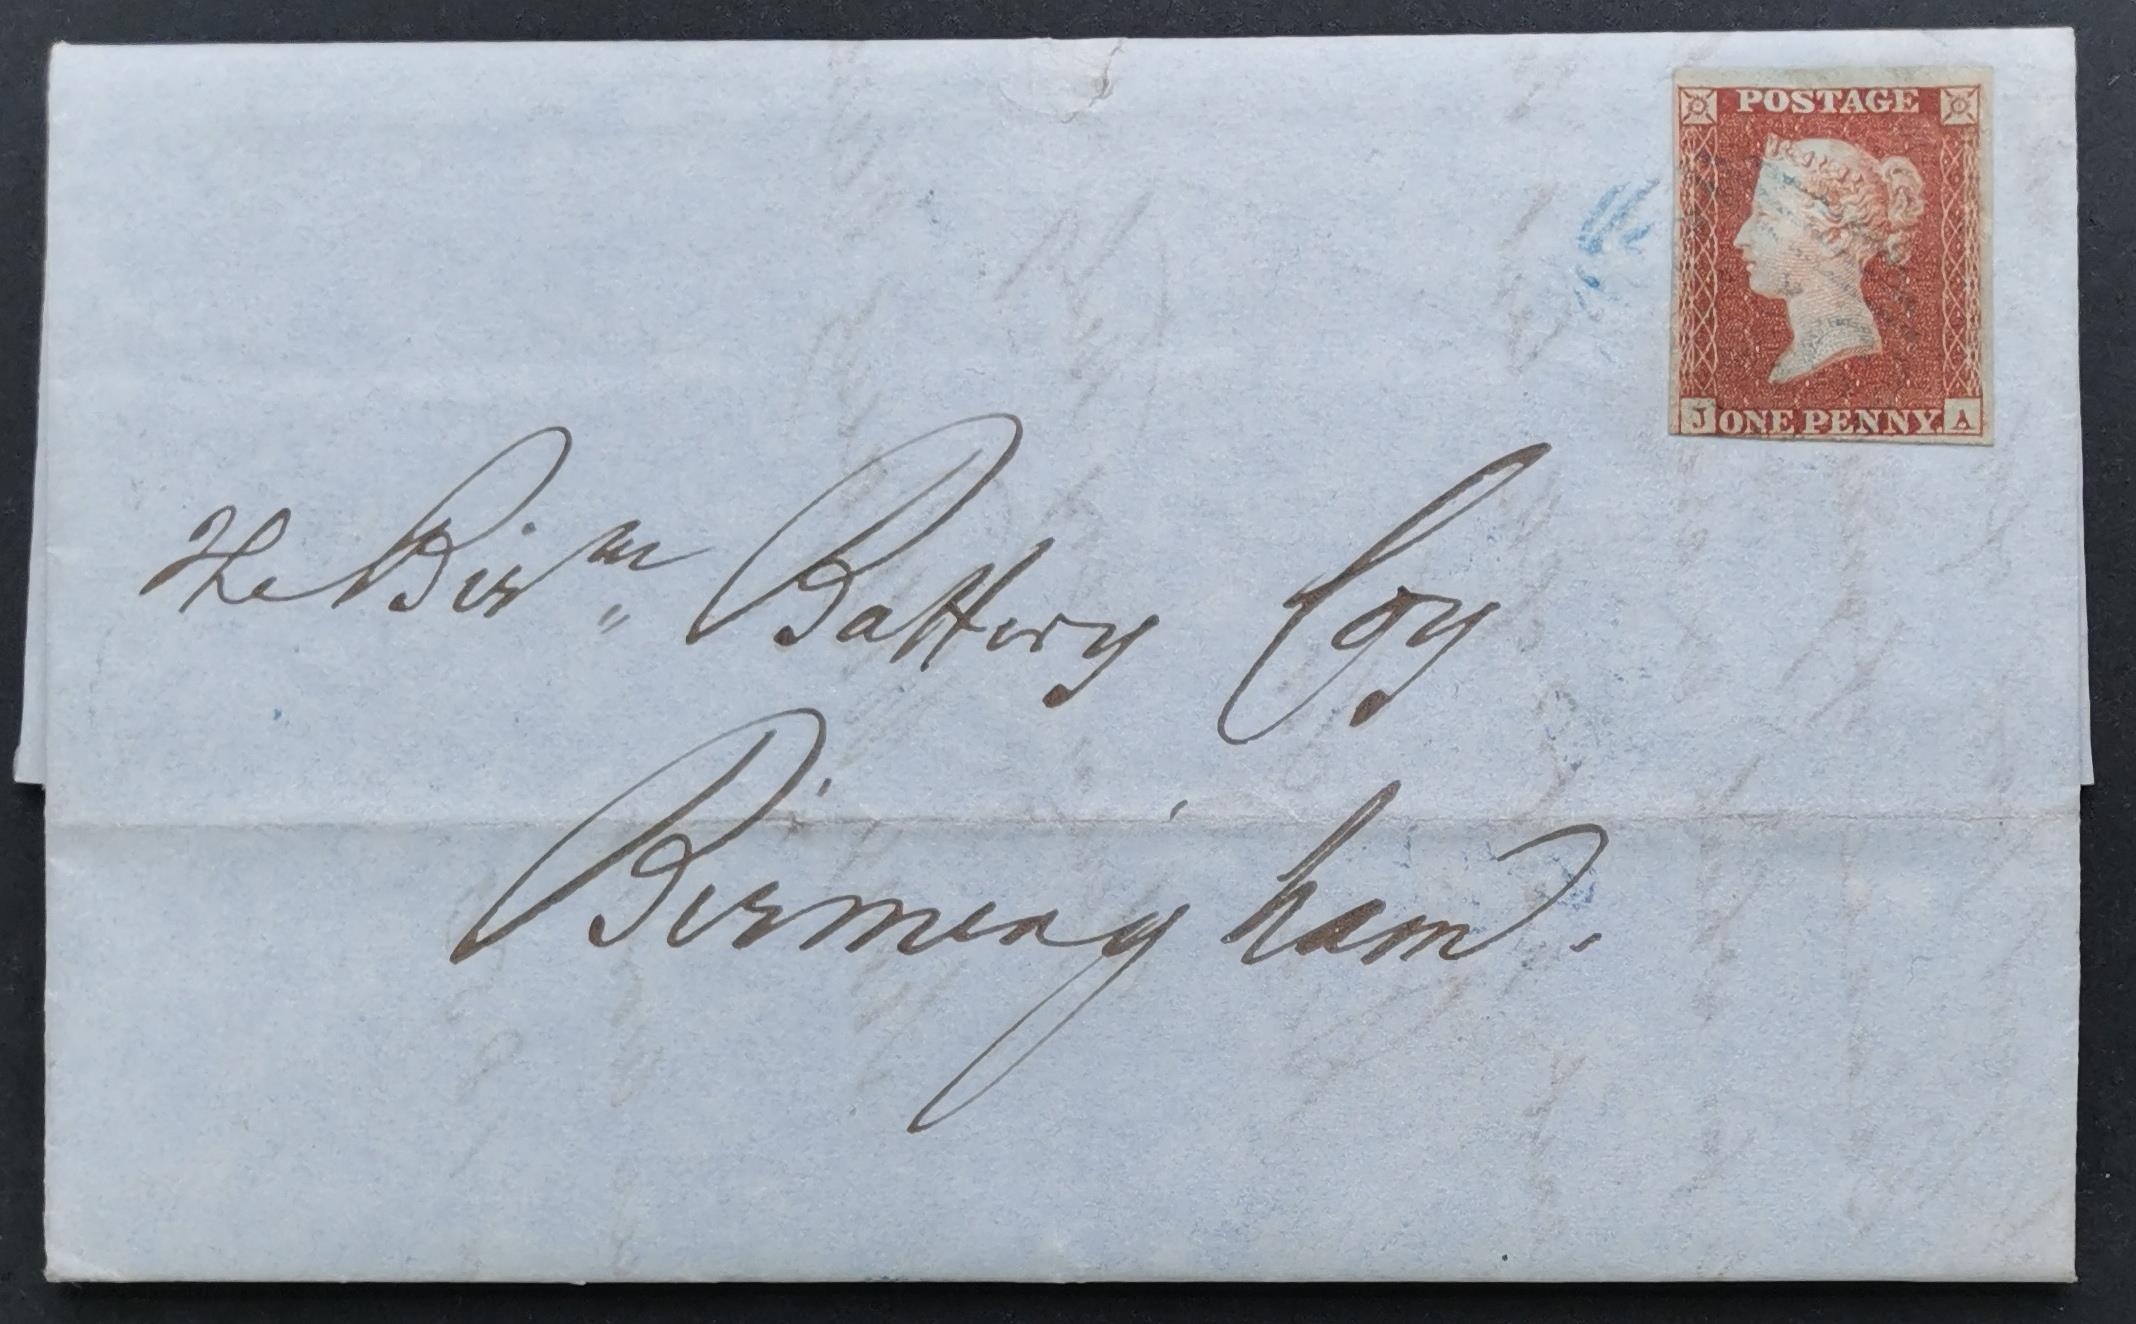 POSTAGE
J ONE PENNY. A
The Birm Battery Coy
Birmingham.